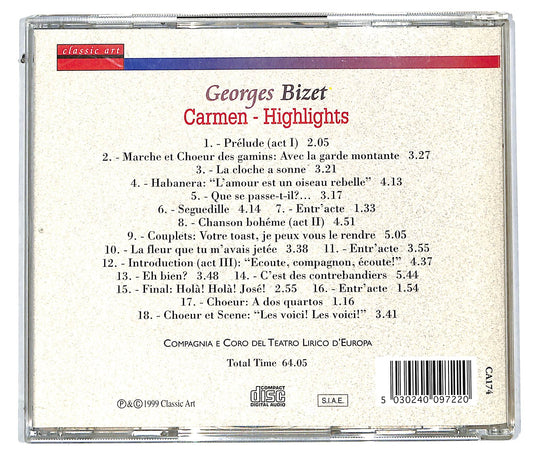 classic art
Georges Bizet
Carmen - Highlights
1. - Prélude (act I) 2.05
2. - Marche et Choeur des gamins: Avec la garde montante 3.27
3. - La cloche a sonne 3.21
4. - Habanera: "L'amour est un oiseau rebelle" 4.13
5. - Que se passe-t-il?... 3.17
6. - Seguedille 4.14 7. - Entr'acte 1.33
8. - Chanson bohême (act II) 4.51
9. - Couplets: Votre toast, je peux vous le rendre 5.05
10. - La fleur que tu m'avais jetée 3.38 11. - Entr'acte 3.55
12. - Introduction (act III): "Ecoute, compagnon, écoute!" 4.37
13. - Eh bien? 3.48 14. - C'est des contrebandiers 5.44
15. - Final: Holà! Holà! José! 2.55 16. - Entr'acte 1.54
17. - Choeur: A dos quartos 1.16
18. - Choeur et Scene: "Les voici! Les voici!" 3.41
COMPAGNIA E CORO DEL TEATRO LIRICO D'EUROPA
Total Time 64.05
CA174
5 030240 097220
COMPACT
disc
DIGITAL AUDIO
S.I.A.E.
℗&© 1999 Classic Art